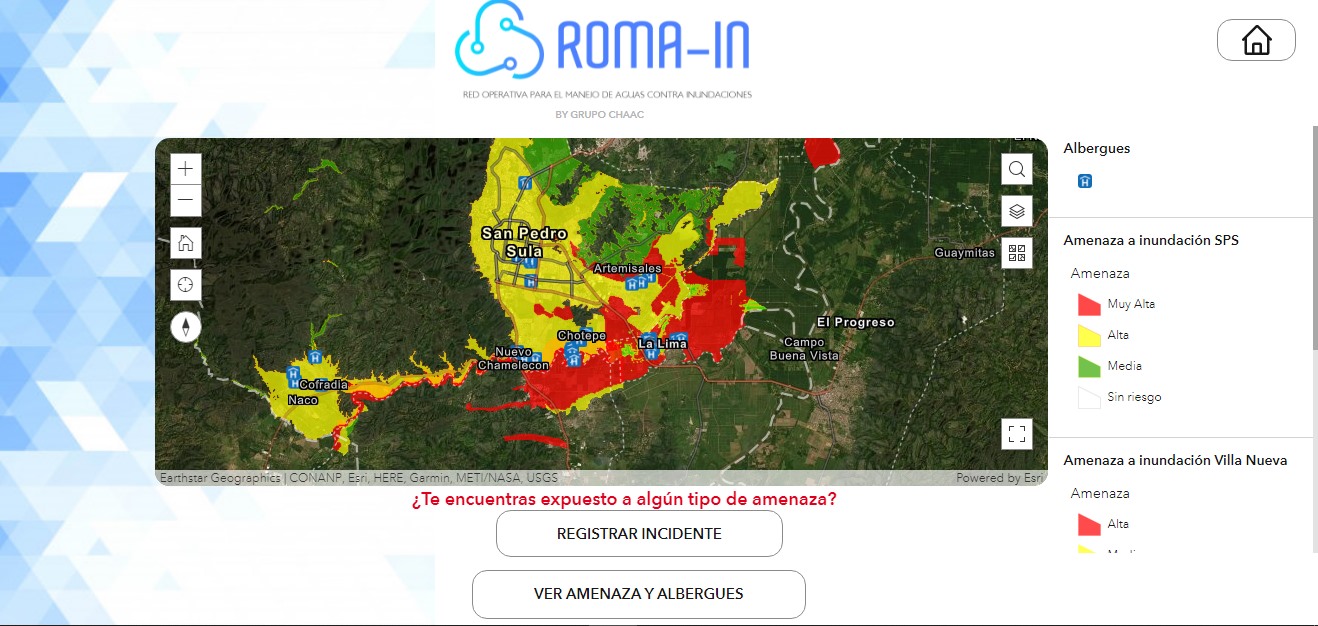 ROMA-IN
RED OPERATIVA PARA EL MANEJO DE AGUAS CONTRA INUNDACIONES
BY GRUPO CHAAC
San Pedro
Sula
Artemisales
Guaymitas
El Progreso
Chotepe
La Lima
Campo
Buena Vista
Nuevo
Chamelecon
Cofradia
Naco
Earthstar Geographics | CONANP, Esri, HERE, Garmin, METI/NASA, USGS
Powered by Esri
Albergues
Amenaza a inundación SPS
Amenaza
Muy Alta
Alta
Media
Sin riesgo
Amenaza a inundación Villa Nueva
Amenaza
Alta
¿Te encuentras expuesto a algún tipo de amenaza?
REGISTRAR INCIDENTE
VER AMENAZA Y ALBERGUES